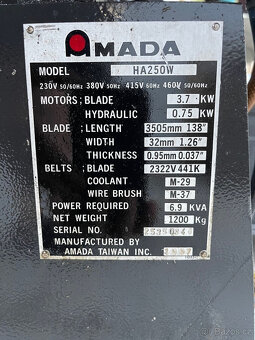 AMADA
MODEL HA250W
230V 50/60Hz 380V 50Hz 415V 60Hz 460V 50/60Hz
MOTORS: BLADE 3.7 KW
HYDRAULIC 0.75 KW
BLADE: LENGTH 3505mm 138"
WIDTH 32mm 1.26"
THICKNESS 0.95mm 0.037"
BELTS: BLADE 2322V441K
COOLANT M-29
WIRE BRUSH M-37
POWER REQUIRED 6.9 KVA
NET WEIGHT 1200 Kg
SERIAL NO.
MANUFACTURED BY
AMADA TAIWAN INC.